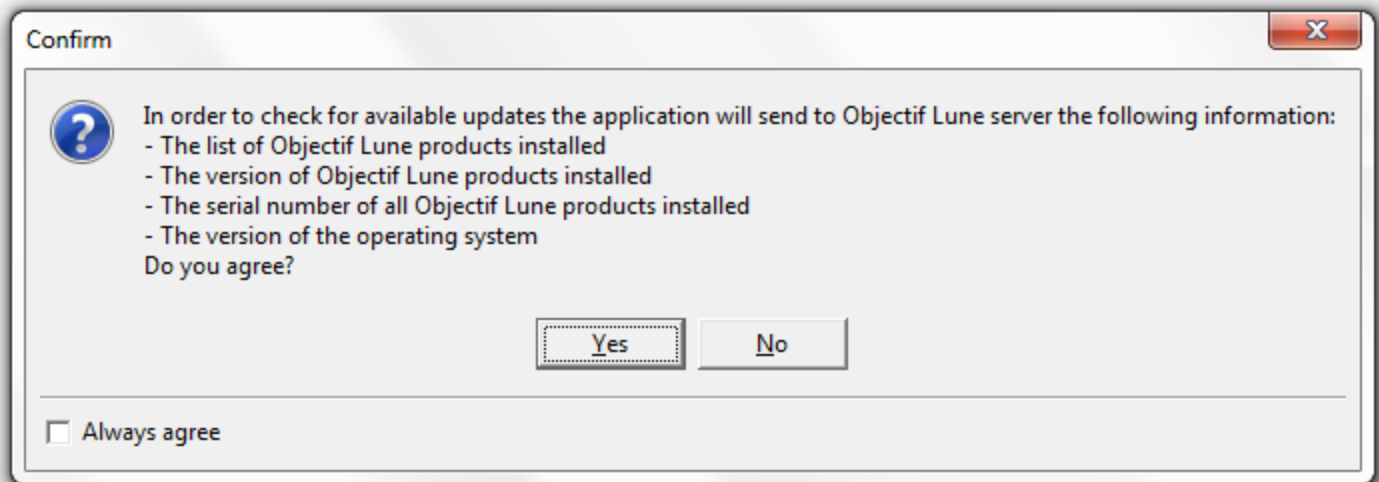 Confirm
In order to check for available updates the application will send to Objectif Lune server the following information:
- The list of Objectif Lune products installed
- The version of Objectif Lune products installed
- The serial number of all Objectif Lune products installed
- The version of the operating system
Do you agree?
Yes No
Always agree